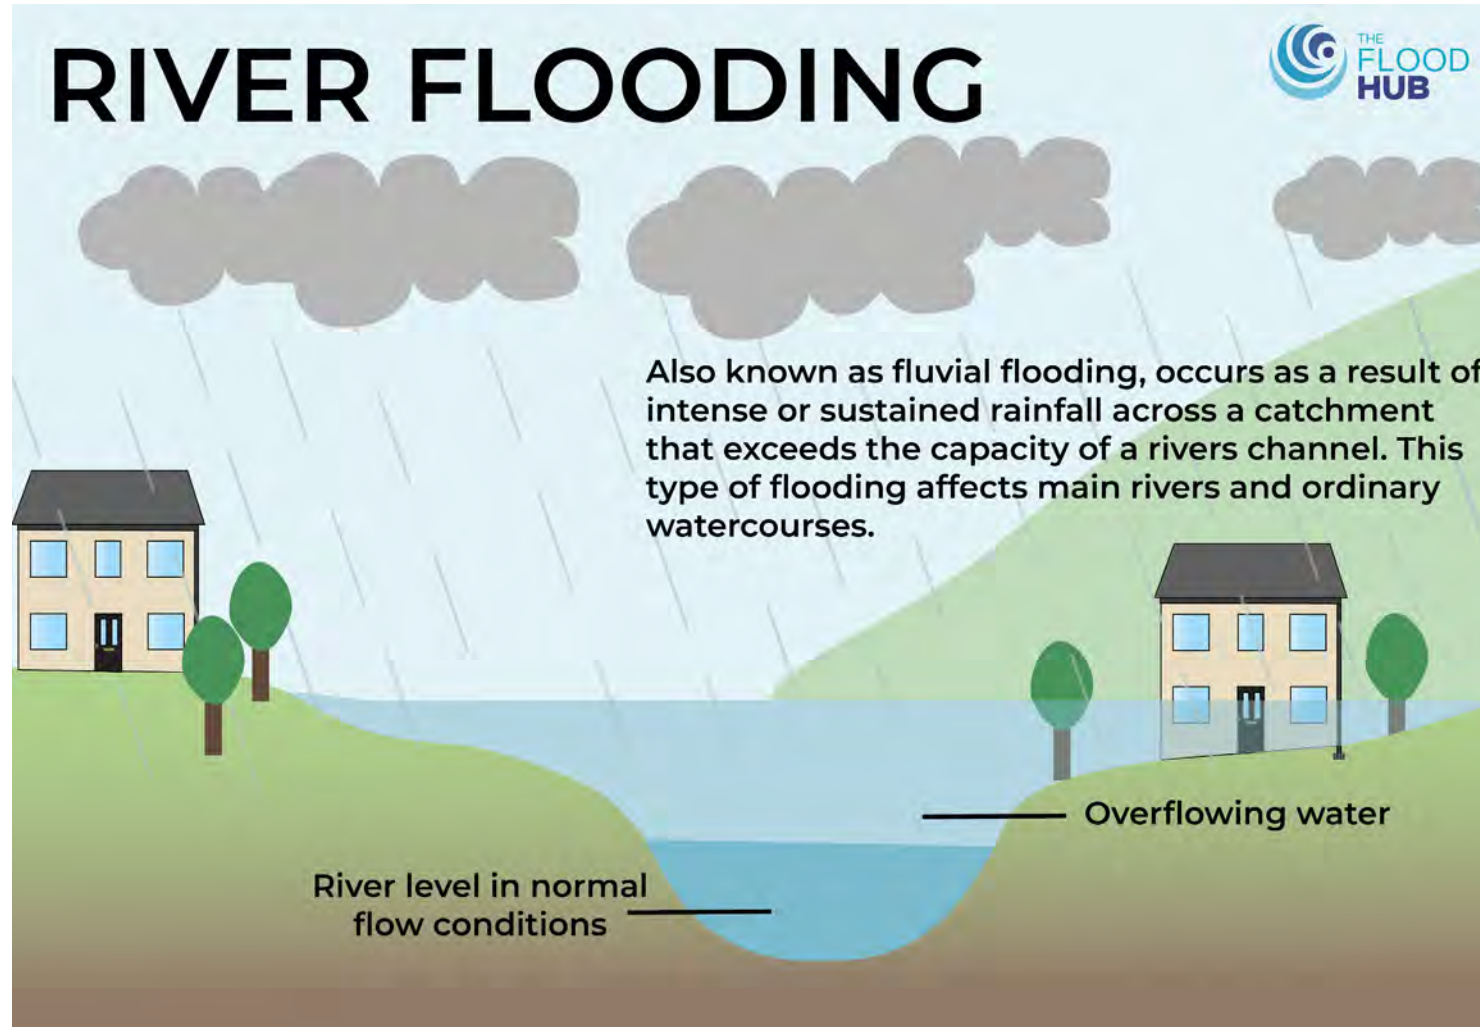 RIVER FLOODING
THE
FLOOD
HUB
Also known as fluvial flooding, occurs as a result of
intense or sustained rainfall across a catchment
that exceeds the capacity of a rivers channel. This
type of flooding affects main rivers and ordinary
watercourses.
Overflowing water
River level in normal
flow conditions